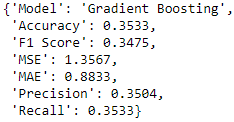 {'Model': 'Gradient Boosting',
'Accuracy': 0.3533,
'F1 Score': 0.3475,
'MSE': 1.3567,
'MAE': 0.8833,
'Precision': 0.3504,
'Recall': 0.3533}